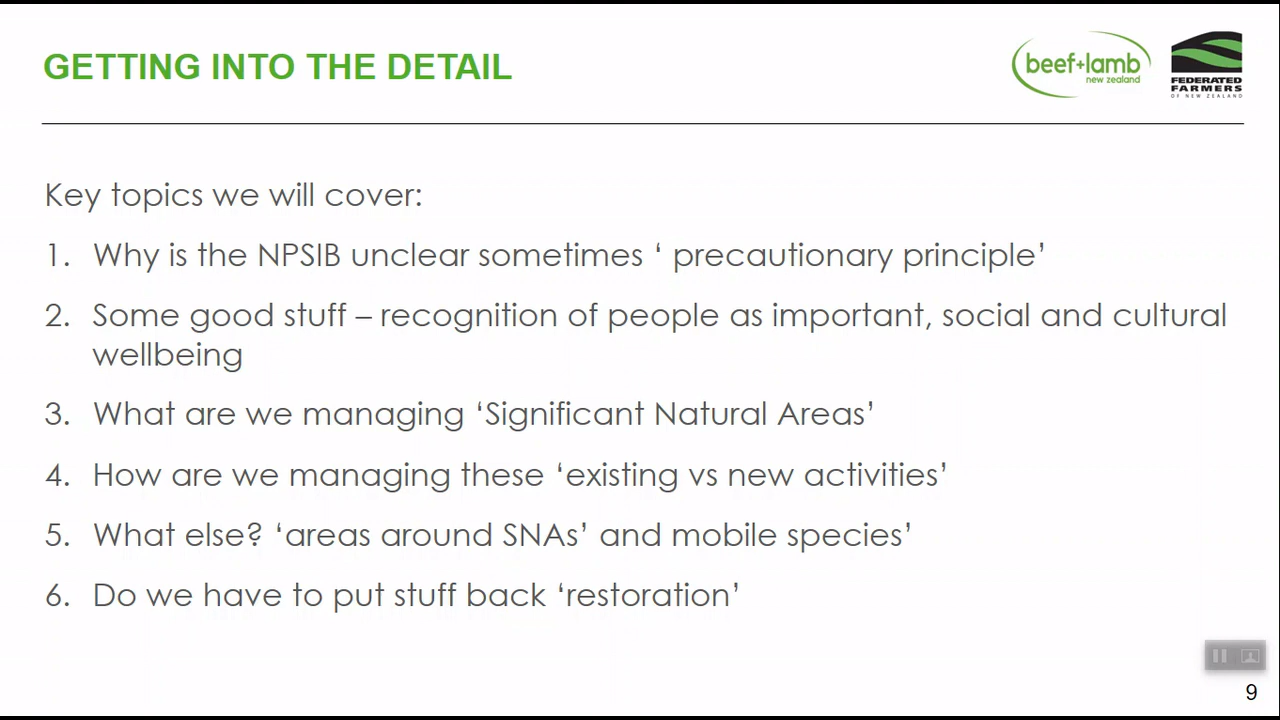 GETTING INTO THE DETAIL
beef+lamb
new zealand
FEDERATED
FARMERS
OF NEW ZEALAND
Key topics we will cover:
1. Why is the NPSIB unclear sometimes ‘ precautionary principle’
2. Some good stuff – recognition of people as important, social and cultural
wellbeing
3. What are we managing ‘Significant Natural Areas’
4. How are we managing these ‘existing vs new activities’
5. What else? ‘areas around SNAs’ and mobile species’
6. Do we have to put stuff back ‘restoration’
9